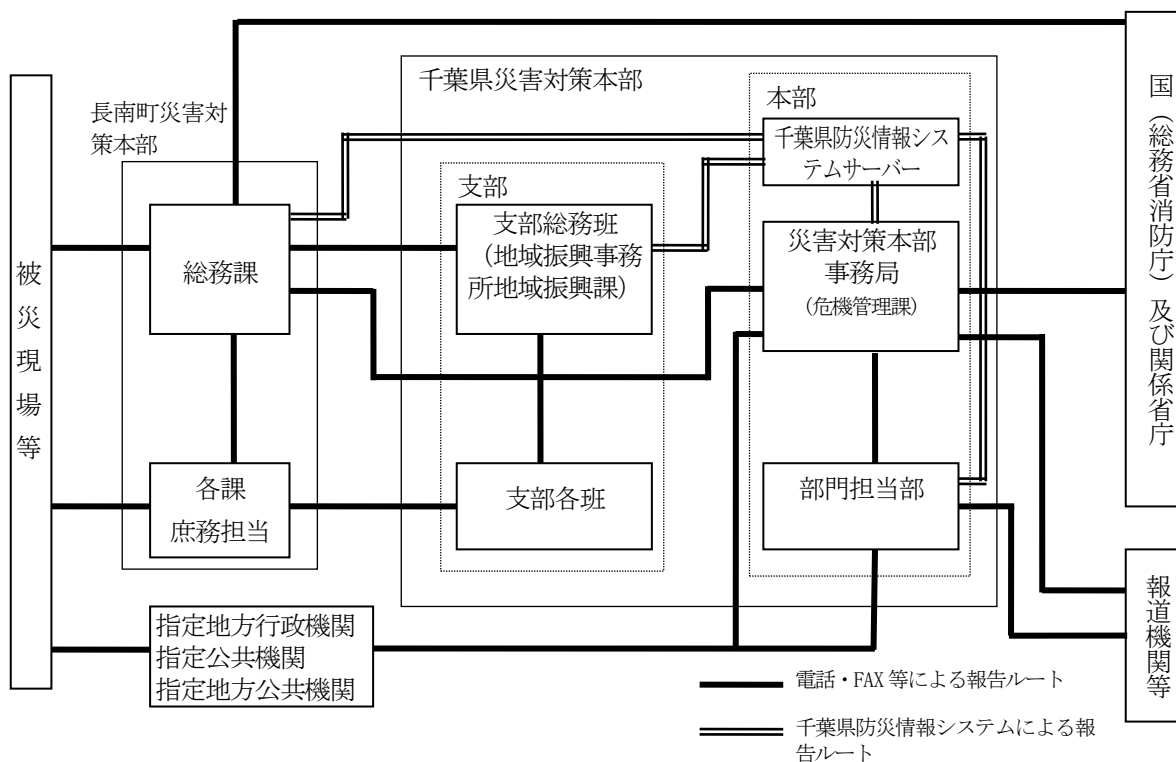 被災現場等
長南町災害対
策本部
総務課
各課
庶務担当
指定地方行政機関
指定公共機関
指定地方公共機関
千葉県災害対策本部
支部
支部総務班
（地域振興事務
所地域振興課）
支部各班
本部
千葉県防災情報シス
テムサーバー
災害対策本部
事務局
(危機管理課)
部門担当部
国（総務省消防庁）及び関係省庁
報道機関等
電話・FAX 等による報告ルート
千葉県防災情報システムによる報
告ルート